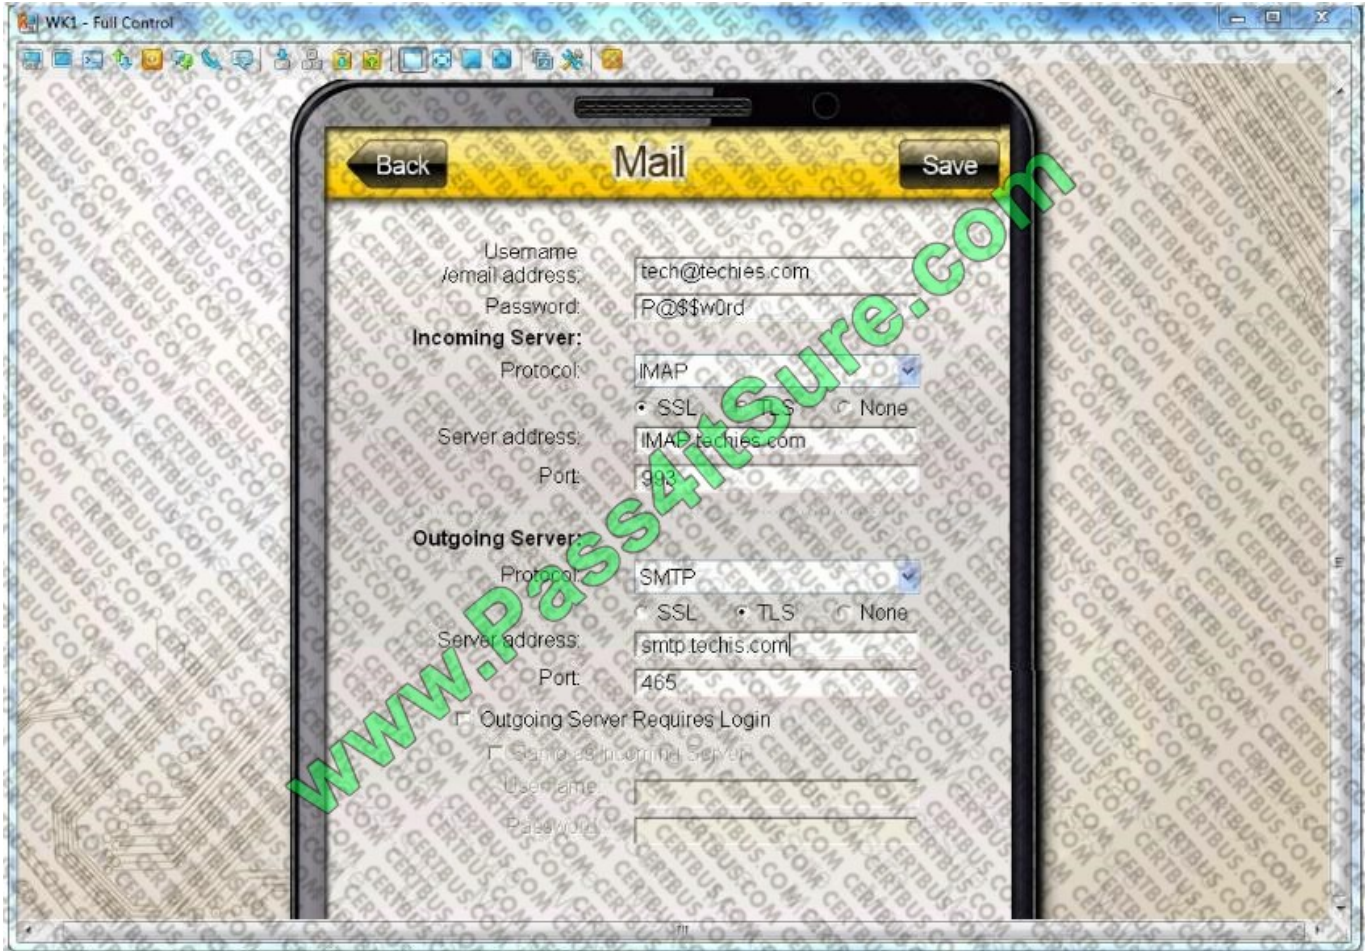 WK1 - Full Control
Back
Mail
Save
Username
/email address:
tech@techies.com
Password:
P@$$w0rd
Incoming Server:
Protocol:
IMAP
SSL TLS None
Server address:
IMAP.techies.com
Port:
993
Outgoing Server:
Protocol:
SMTP
SSL TLS None
Server address:
smtp.techis.com
Port:
465
Outgoing Server Requires Login
Same as Incoming Server
Username:
Password:
www.Pass4itSure.com
CERTBUS.COM